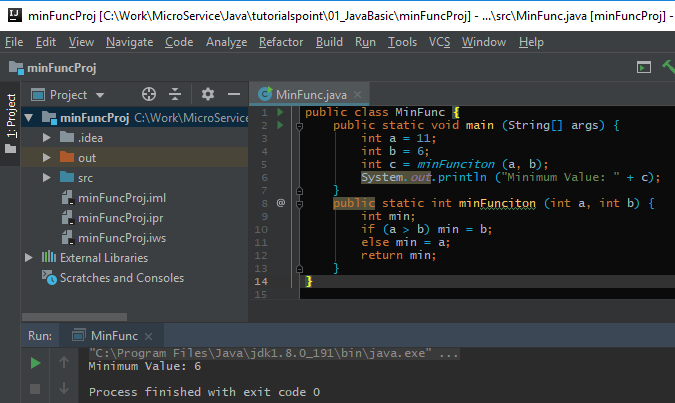 minFuncProj [C:\Work\MicroService\Java\tutorialspoint\01_JavaBasic\minFuncProj] - ...\src\MinFunc.java [minFuncProj] -
File Edit View Navigate Code Analyze Refactor Build Run Tools VCS Window Help
minFuncProj
1: Project
Project
MinFunc.java
minFuncProj C:\Work\MicroService
.idea
out
src
minFuncProj.iml
minFuncProj.ipr
minFuncProj.iws
External Libraries
Scratches and Consoles
1 public class MinFunc {
2 public static void main (String[] args) {
3 int a = 11;
4 int b = 6;
5 int c = minFunciton (a, b);
6 System.out.println ("Minimum Value: " + c);
7 }
8 @ public static int minFunciton (int a, int b) {
9 int min;
10 if (a > b) min = b;
11 else min = a;
12 return min;
13 }
14 }
15
Run: MinFunc
"C:\Program Files\Java\jdk1.8.0_191\bin\java.exe" ...
Minimum Value: 6
Process finished with exit code 0